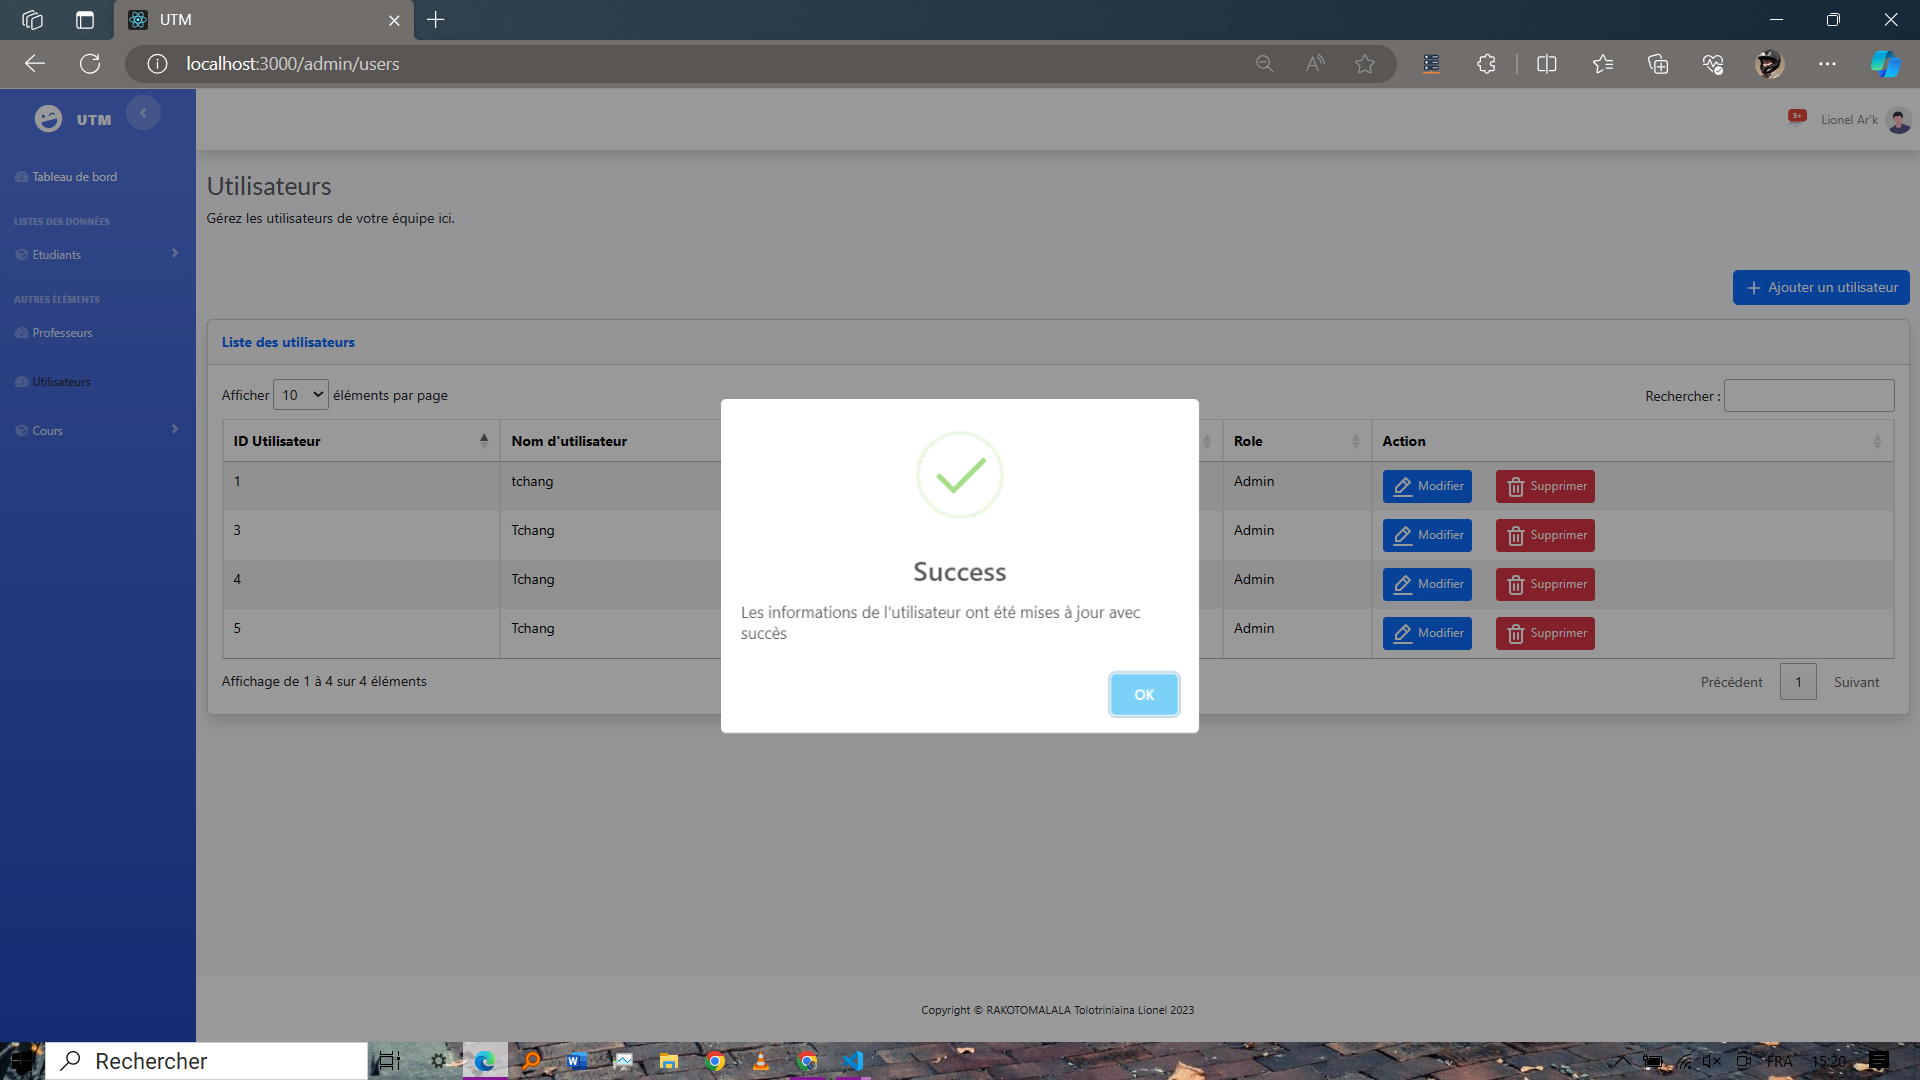 UTM
localhost:3000/admin/users
UTM
3+
Lionel Ar'k
Tableau de bord
LISTES DES DONNÉES
Etudiants
AUTRES ÉLÉMENTS
Professeurs
Utilisateurs
Cours
Utilisateurs
Gérez les utilisateurs de votre équipe ici.
Ajouter un utilisateur
Liste des utilisateurs
Afficher 10 éléments par page
Rechercher :
ID Utilisateur Nom d'utilisateur Role Action
1 tchang Admin Modifier Supprimer
3 Tchang Admin Modifier Supprimer
4 Tchang Admin Modifier Supprimer
5 Tchang Admin Modifier Supprimer
Affichage de 1 à 4 sur 4 éléments
Précédent 1 Suivant
Success
Les informations de l'utilisateur ont été mises à jour avec
succès
OK
Copyright © RAKOTOMALALA Tolotriniaina Lionel 2023
Rechercher
FRA
15:20